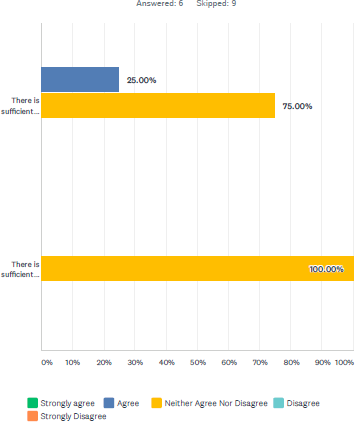 Answered: 6 Skipped: 9
25.00%
There is
sufficient...
75.00%
There is
sufficient...
100.00%
0% 10% 20% 30% 40% 50% 60% 70% 80% 90% 100%
Strongly agree Agree Neither Agree Nor Disagree Disagree
Strongly Disagree